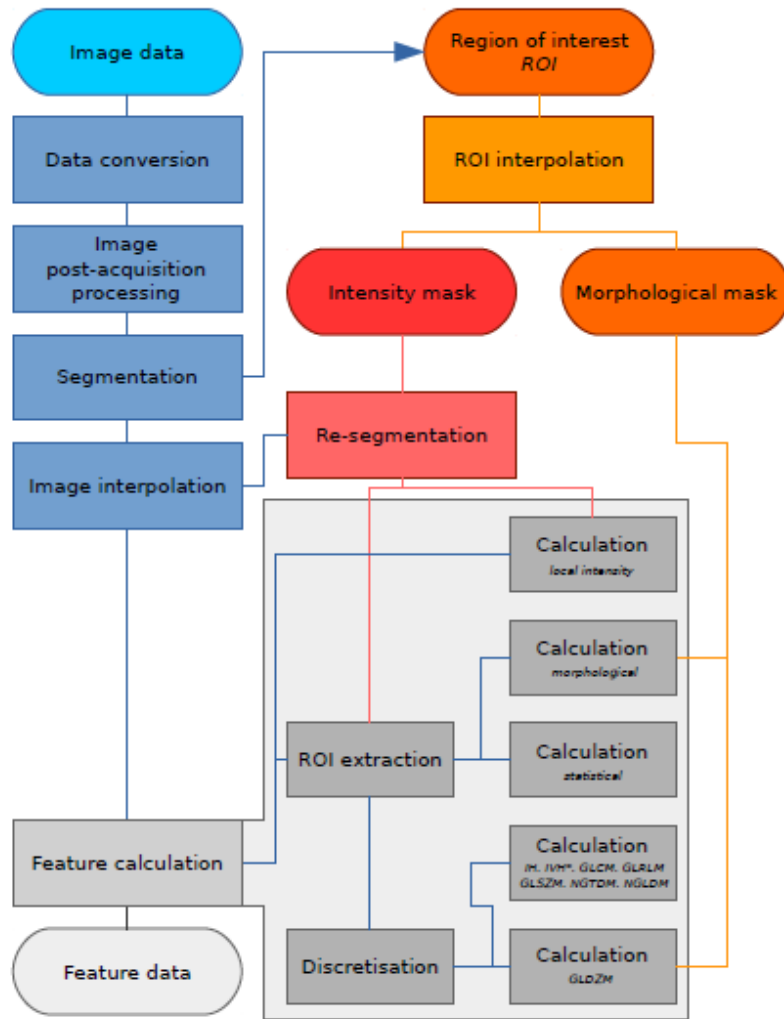 Image data
Region of interest
ROI
Data conversion
ROI interpolation
Image
post-acquisition
processing
Intensity mask
Morphological mask
Segmentation
Re-segmentation
Image interpolation
Calculation
local intensity
Calculation
morphological
ROI extraction
Calculation
statistical
Feature calculation
Calculation
IH. IVH*. GLCM. GLRLM
GLSZM. NGTDM. NGLDM
Feature data
Discretisation
Calculation
GLDZM